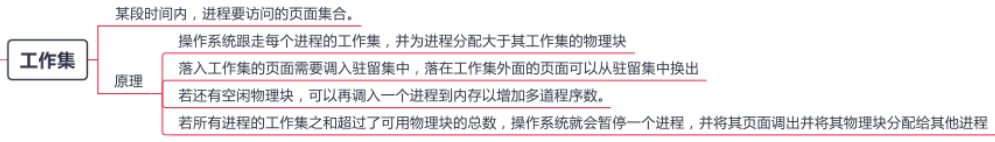 某段时间内，进程要访问的页面集合。
工作集
操作系统跟走每个进程的工作集，并为进程分配大于其工作集的物理块
落入工作集的页面需要调入驻留集中，落在工作集外面的页面可以从驻留集中换出
原理
若还有空闲物理块，可以再调入一个进程到内存以增加多道程序数。
若所有进程的工作集之和超过了可用物理块的总数，操作系统就会暂停一个进程，并将其页面调出并将其物理块分配给其他进程